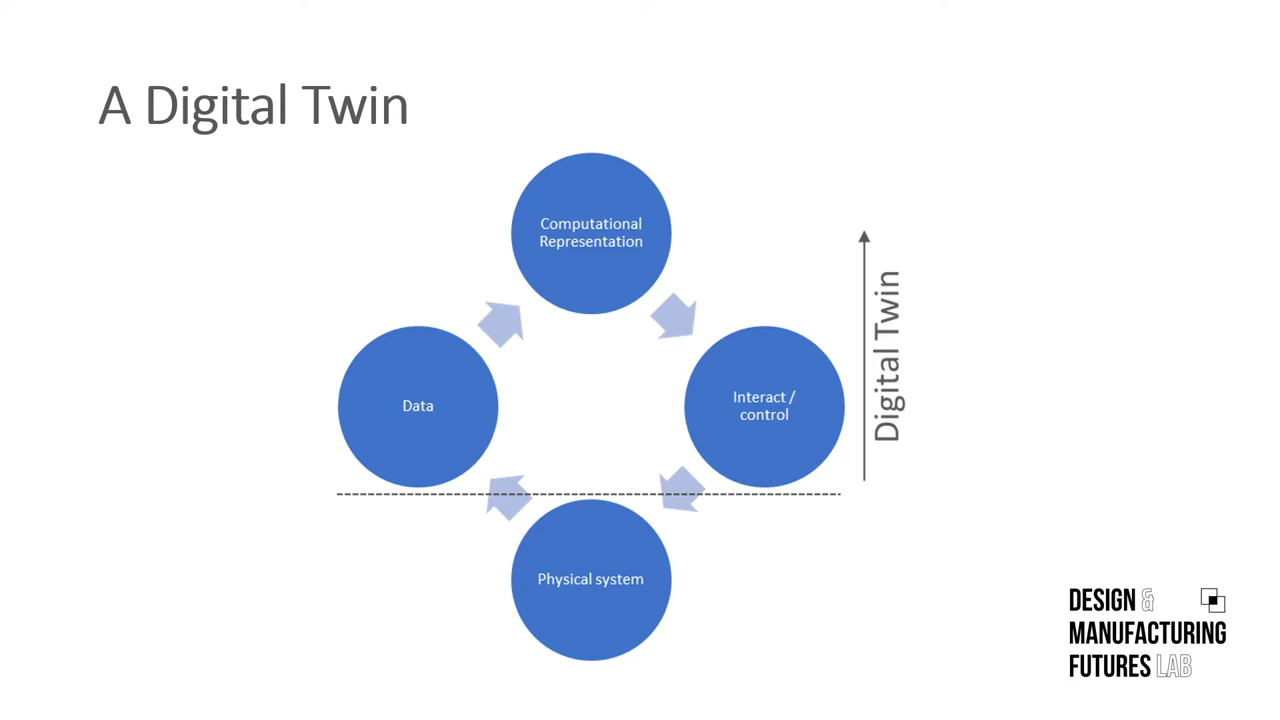 A Digital Twin
Computational
Representation
Data
Interact /
control
Digital Twin
Physical system
DESIGN &
MANUFACTURING
FUTURES LAB